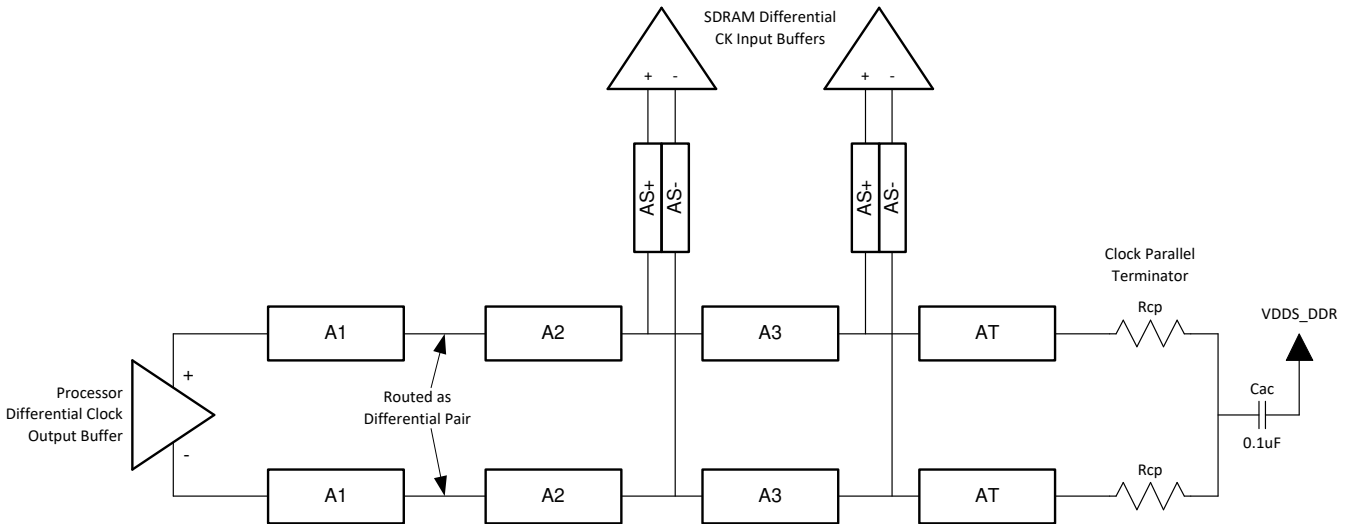 SDRAM Differential
CK Input Buffers
+ -
+ -
AS+
AS-
AS+
AS-
Clock Parallel
Terminator
A1
A2
A3
AT
Rcp
VDDS_DDR
+
Processor
Differential Clock
Output Buffer
-
Routed as
Differential Pair
Cac
0.1uF
A1
A2
A3
AT
Rcp